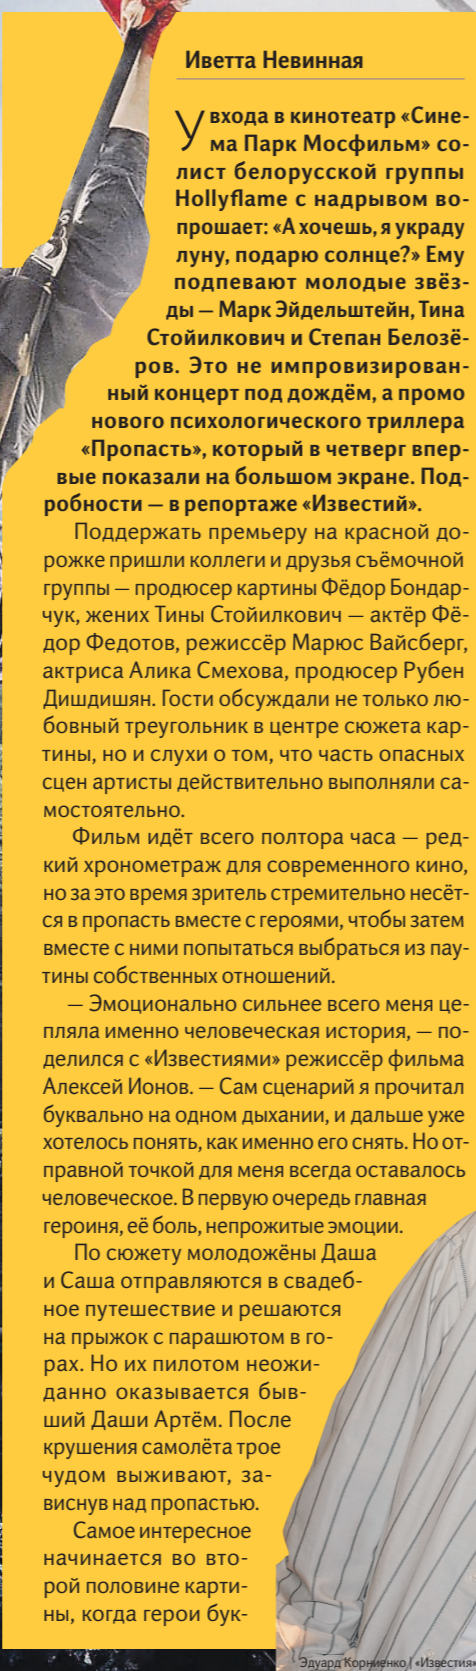 Иветта Невинная
У входа в кинотеатр «Сине-
ма Парк Мосфильм» со-
лист белорусской группы
Hollyflame с надрывом во-
прошает: «А хочешь, я украду
луну, подарю солнце?» Ему
подпевают молодые звёз-
ды — Марк Эйдельштейн, Тина
Стойилкович и Степан Белозё-
ров. Это не импровизирован-
ный концерт под дождём, а промо
нового психологического триллера
«Пропасть», который в четверг впер-
вые показали на большом экране. Под-
робности — в репортаже «Известий».
Поддержать премьеру на красной до-
рожке пришли коллеги и друзья съёмочной
группы — продюсер картины Фёдор Бондар-
чук, жених Тины Стойилкович — актёр Фё-
дор Федотов, режиссёр Марюс Вайсберг,
актриса Алика Смехова, продюсер Рубен
Дишдишян. Гости обсуждали не только лю-
бовный треугольник в центре сюжета кар-
тины, но и слухи о том, что часть опасных
сцен артисты действительно выполняли са-
мостоятельно.
Фильм идёт всего полтора часа — ред-
кий хронометраж для современного кино,
но за это время зритель стремительно несёт-
ся в пропасть вместе с героями, чтобы затем
вместе с ними попытаться выбраться из пау-
тины собственных отношений.
— Эмоционально сильнее всего меня це-
пляла именно человеческая история, — по-
делился с «Известиями» режиссёр фильма
Алексей Ионов. — Сам сценарий я прочитал
буквально на одном дыхании, и дальше уже
хотелось понять, как именно его снять. Но от-
правной точкой для меня всегда оставалось
человеческое. В первую очередь главная
героиня, её боль, непрожитые эмоции.
По сюжету молодожёны Даша
и Саша отправляются в свадеб-
ное путешествие и решаются
на прыжок с парашютом в го-
рах. Но их пилотом неожи-
данно оказывается быв-
ший Даши Артём. После
крушения самолёта трое
чудом выживают, за-
виснув над пропастью.
Самое интересное
начинается во вто-
рой половине карти-
ны, когда герои бук-
Эдуард Корниенко | «Известия»